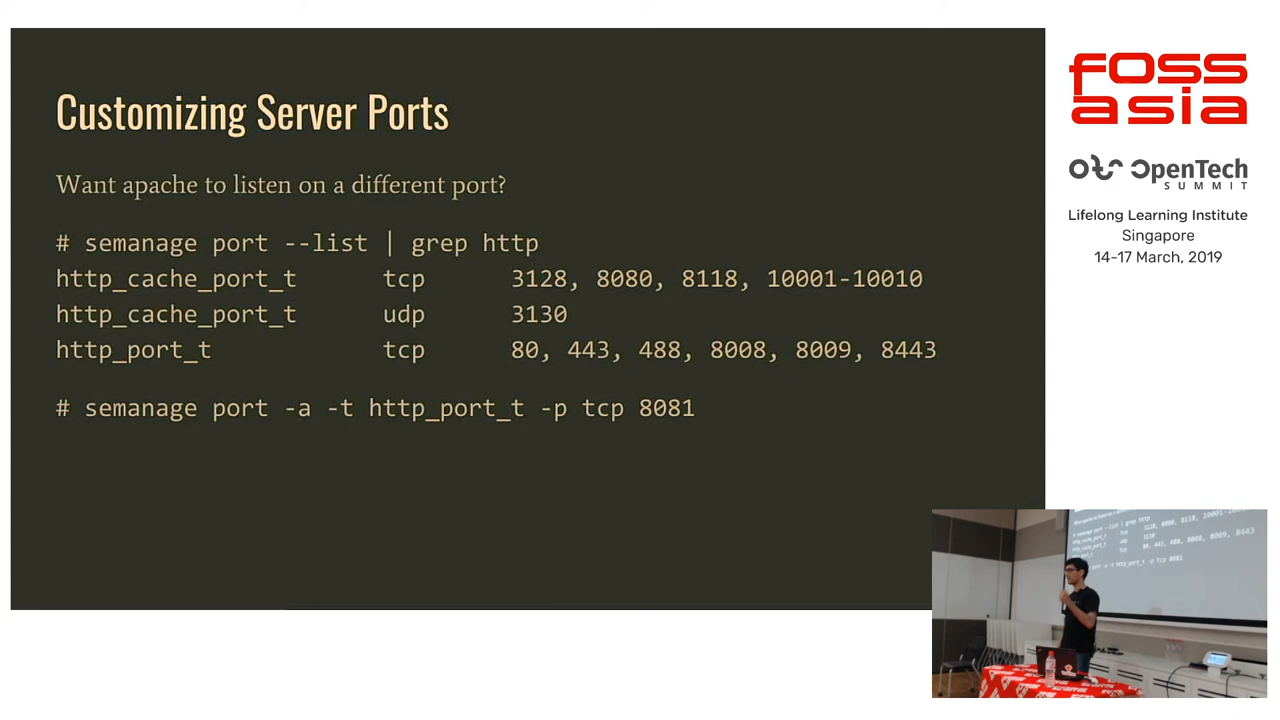 Customizing Server Ports
Want apache to listen on a different port?
# semanage port --list | grep http
http_cache_port_t tcp 3128, 8080, 8118, 10001-10010
http_cache_port_t udp 3130
http_port_t tcp 80, 443, 488, 8008, 8009, 8443
# semanage port -a -t http_port_t -p tcp 8081
foss
asia
OpenTech
SUMMIT
Lifelong Learning Institute
Singapore
14-17 March, 2019